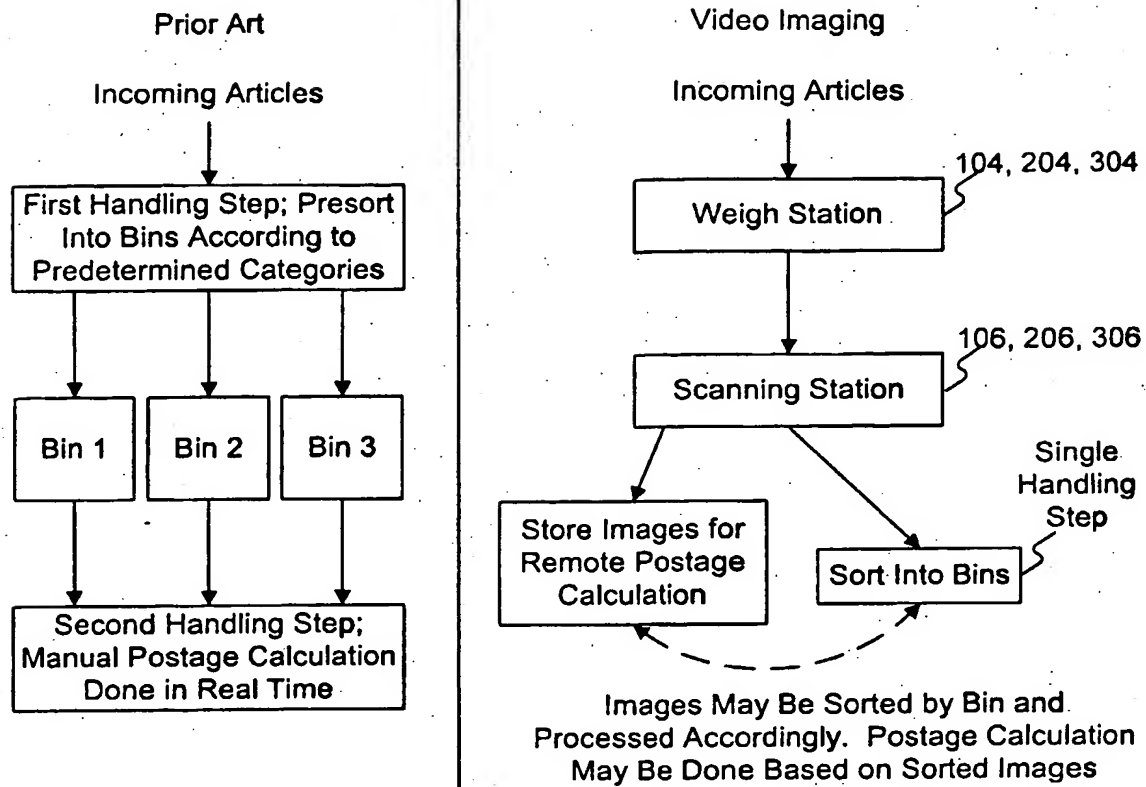 Prior Art
Incoming Articles
First Handling Step; Presort
Into Bins According to
Predetermined Categories
Bin 1
Bin 2
Bin 3
Second Handling Step;
Manual Postage Calculation
Done in Real Time
Video Imaging
Incoming Articles
104, 204, 304
Weigh Station
106, 206, 306
Scanning Station
Single
Handling
Step
Store Images for
Remote Postage
Calculation
Sort Into Bins
Images May Be Sorted by Bin and
Processed Accordingly. Postage Calculation
May Be Done Based on Sorted Images